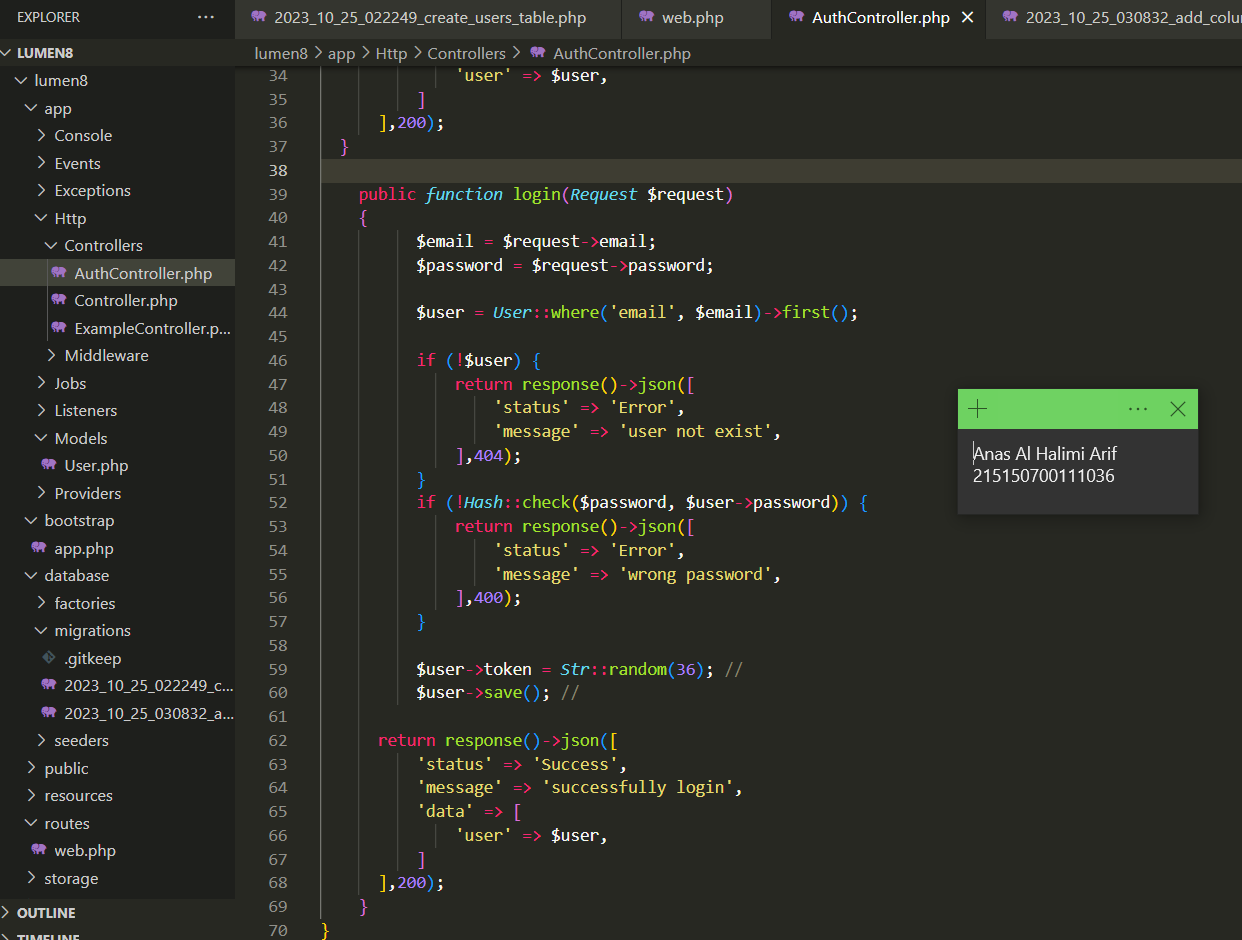 EXPLORER
···
2023_10_25_022249_create_users_table.php
web.php
AuthController.php
2023_10_25_030832_add_colu
LUMEN8
lumen8 > app > Http > Controllers > AuthController.php
lumen8
app
Console
Events
Exceptions
Http
Controllers
AuthController.php
Controller.php
ExampleController.p...
Middleware
Jobs
Listeners
Models
User.php
Providers
bootstrap
app.php
database
factories
migrations
.gitkeep
2023_10_25_022249_c...
2023_10_25_030832_a...
seeders
public
resources
routes
web.php
storage
OUTLINE
TIMELINE
34 'user' => $user,
35 ]
36 ],200);
37 }
38
39 public function login(Request $request)
40 {
41 $email = $request->email;
42 $password = $request->password;
43
44 $user = User::where('email', $email)->first();
45
46 if (!$user) {
47 return response()->json([
48 'status' => 'Error',
49 'message' => 'user not exist',
50 ],404);
51 }
52 if (!Hash::check($password, $user->password)) {
53 return response()->json([
54 'status' => 'Error',
55 'message' => 'wrong password',
56 ],400);
57 }
58
59 $user->token = Str::random(36); //
60 $user->save(); //
61
62 return response()->json([
63 'status' => 'Success',
64 'message' => 'successfully login',
65 'data' => [
66 'user' => $user,
67 ]
68 ],200);
69 }
70 }
Anas Al Halimi Arif
215150700111036